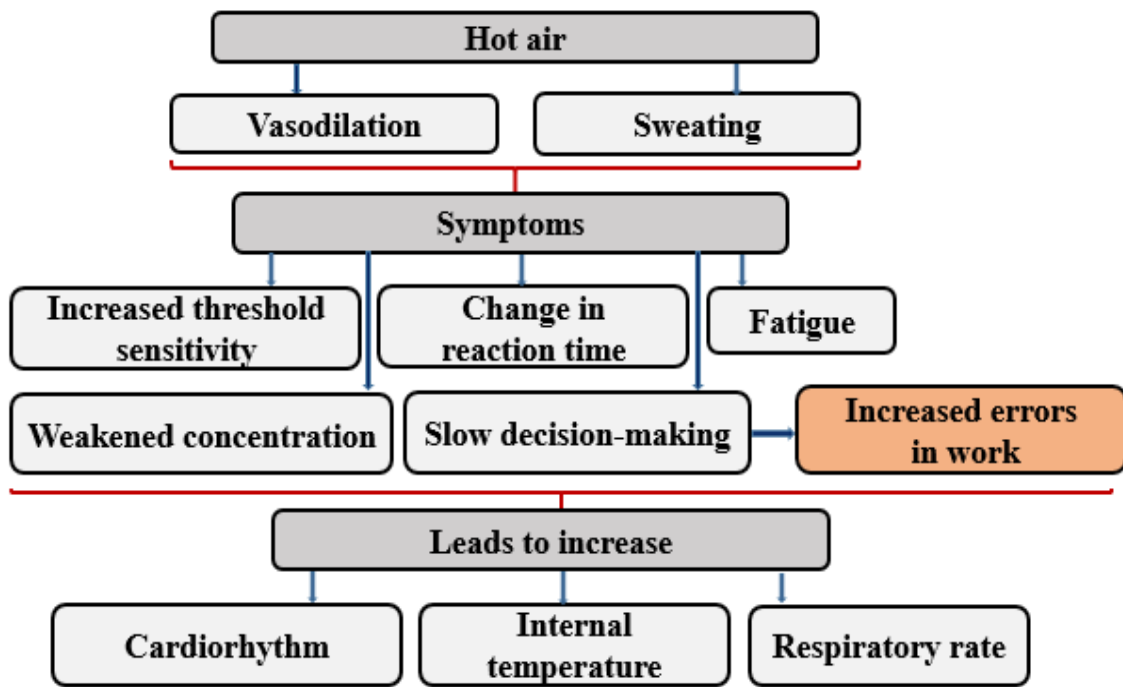 Hot air
Vasodilation
Sweating
Symptoms
Increased threshold
sensitivity
Change in
reaction time
Fatigue
Weakened concentration
Slow decision-making
Increased errors
in work
Leads to increase
Cardiorhythm
Internal
temperature
Respiratory rate